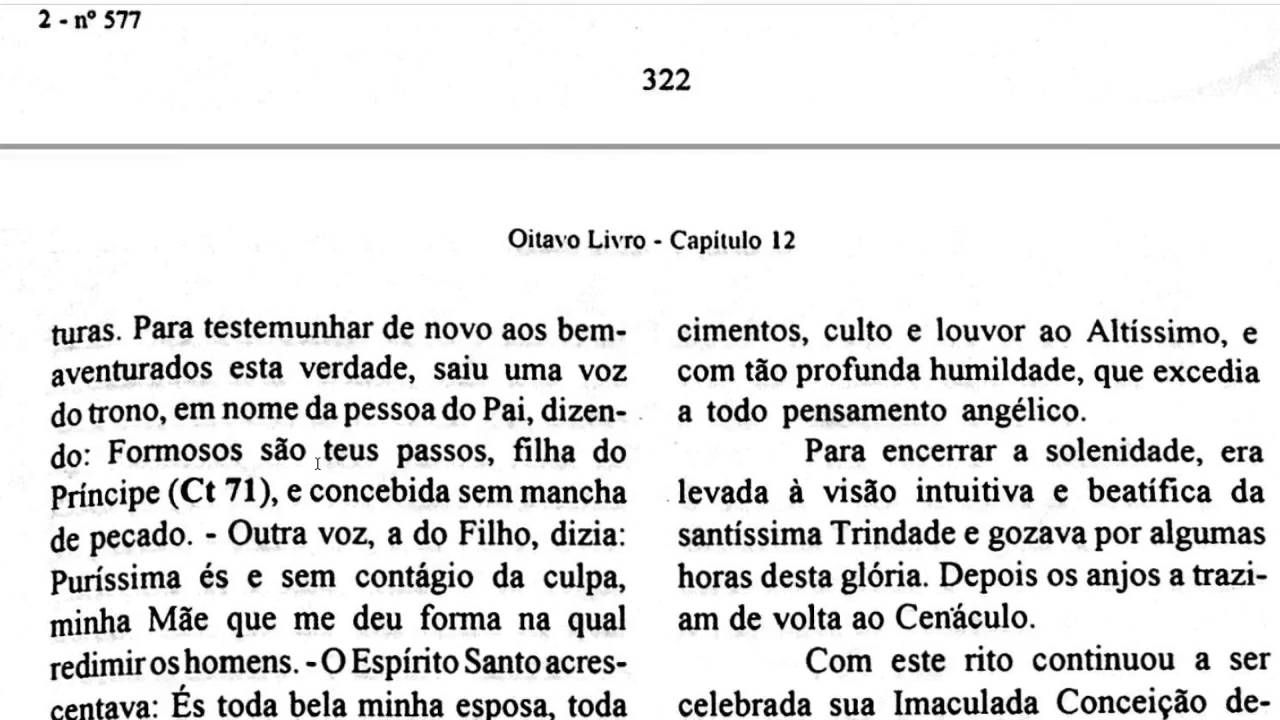 2 - nº 577
322
Oitavo Livro - Capítulo 12
turas. Para testemunhar de novo aos bem-
aventurados esta verdade, saiu uma voz
do trono, em nome da pessoa do Pai, dizen-
do: Formosos são teus passos, filha do
Príncipe (Ct 71), e concebida sem mancha
de pecado. - Outra voz, a do Filho, dizia:
Puríssima és e sem contágio da culpa,
minha Mãe que me deu forma na qual
redimir os homens. - O Espírito Santo acres-
centava: És toda bela minha esposa, toda
cimentos, culto e louvor ao Altíssimo, e
com tão profunda humildade, que excedia
a todo pensamento angélico.
Para encerrar a solenidade, era
levada à visão intuitiva e beatífica da
santíssima Trindade e gozava por algumas
horas desta glória. Depois os anjos a trazi-
am de volta ao Cenáculo.
Com este rito continuou a ser
celebrada sua Imaculada Conceição de-